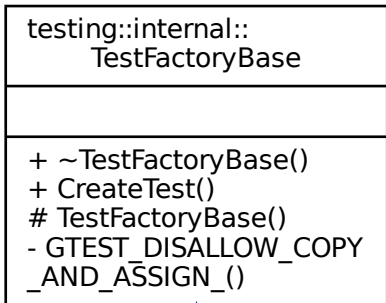 testing::internal::
TestFactoryBase
+ ~TestFactoryBase()
+ CreateTest()
# TestFactoryBase()
- GTEST_DISALLOW_COPY
_AND_ASSIGN_()